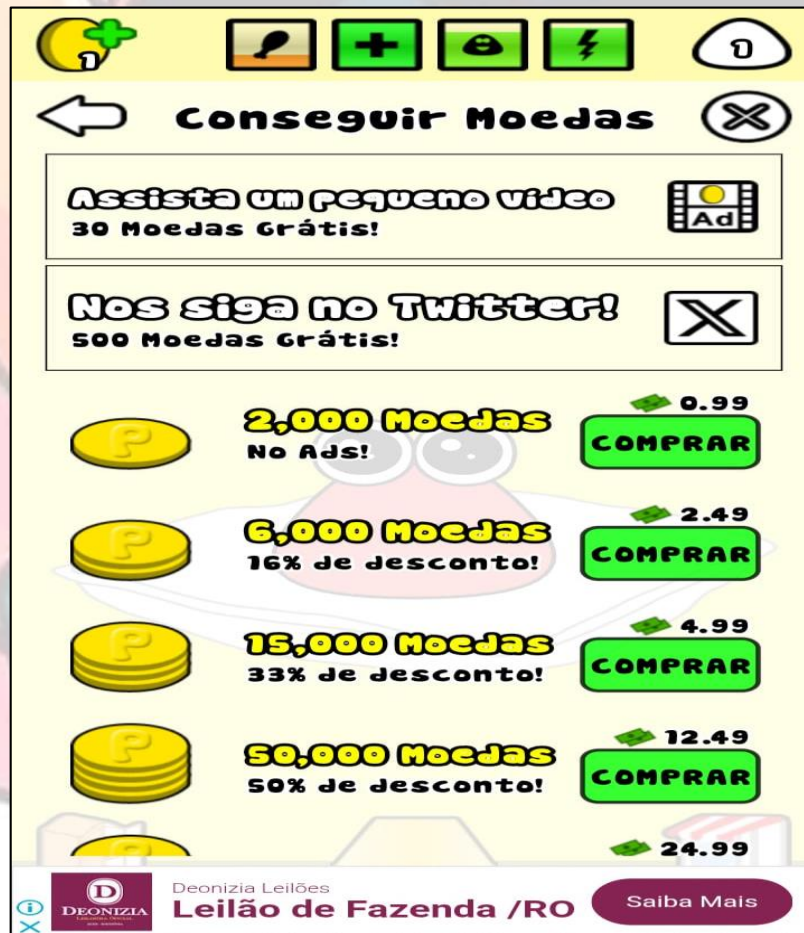 1
1
Conseguir Moedas
Assista um pequeno vídeo
30 Moedas Grátis!
Ad
Nos siga no Twitter!
500 Moedas Grátis!
X
0.99
2,000 Moedas
No Ads!
COMPRAR
2.49
6,000 Moedas
16% de desconto!
COMPRAR
4.99
15,000 Moedas
33% de desconto!
COMPRAR
12.49
50,000 Moedas
50% de desconto!
COMPRAR
24.99
D
DEONIZIA
Deonizia Leilões
Leilão de Fazenda /RO
Saiba Mais